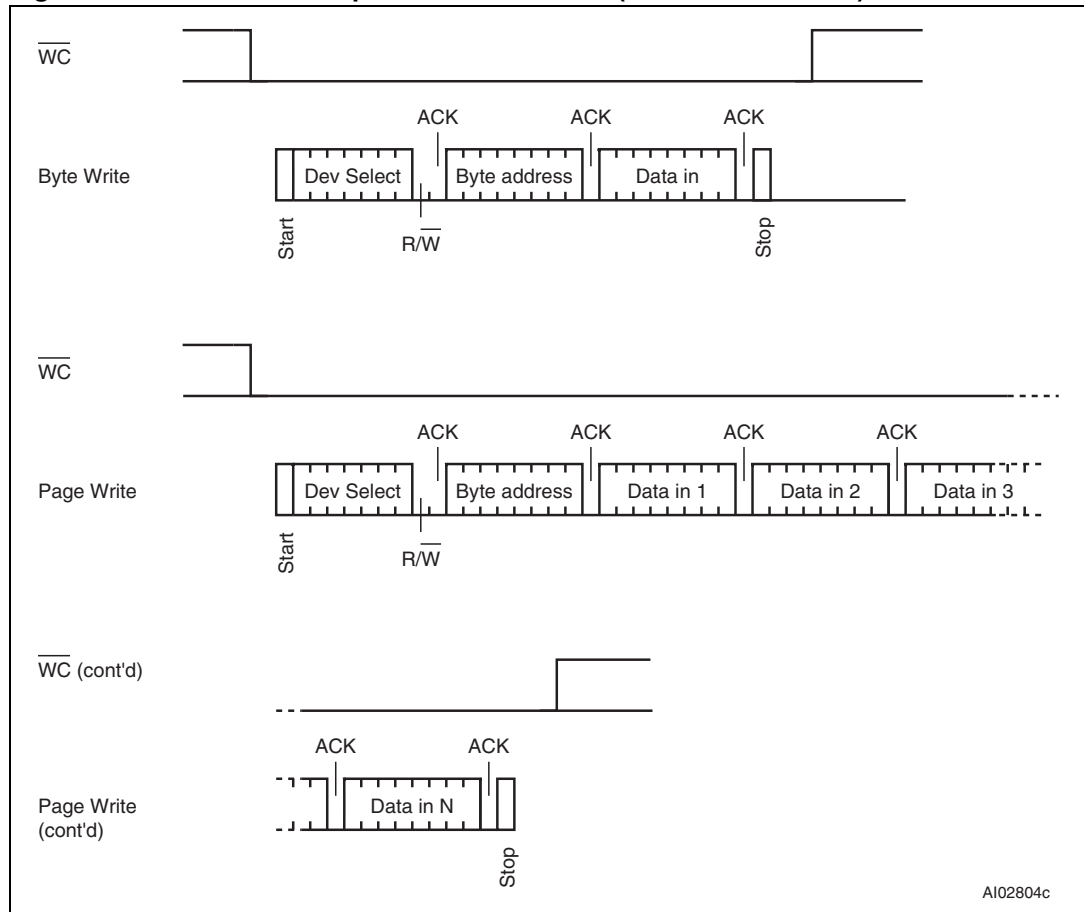 WC
ACK ACK ACK
Byte Write Dev Select Byte address Data in
Start R/W Stop
WC
ACK ACK ACK ACK
Page Write Dev Select Byte address Data in 1 Data in 2 Data in 3
Start R/W
WC (cont'd)
ACK ACK
Page Write (cont'd) Data in N
Stop
AI02804c